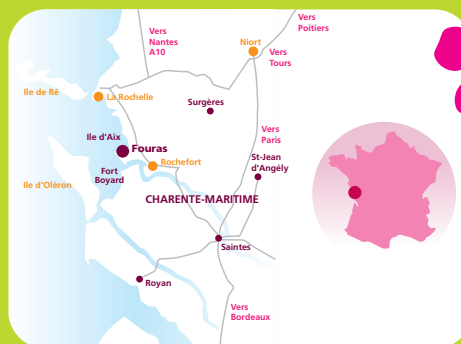 Vers
Poitiers
Vers
Nantes
A10
Niort
Vers
Tours
Ile de Ré
La Rochelle
Surgères
Vers
Paris
Ile d'Aix
Fouras
St-Jean
d'Angély
Rochefort
Fort
Boyard
Ile d'Oléron
CHARENTE-MARITIME
Saintes
Royan
Vers
Bordeaux